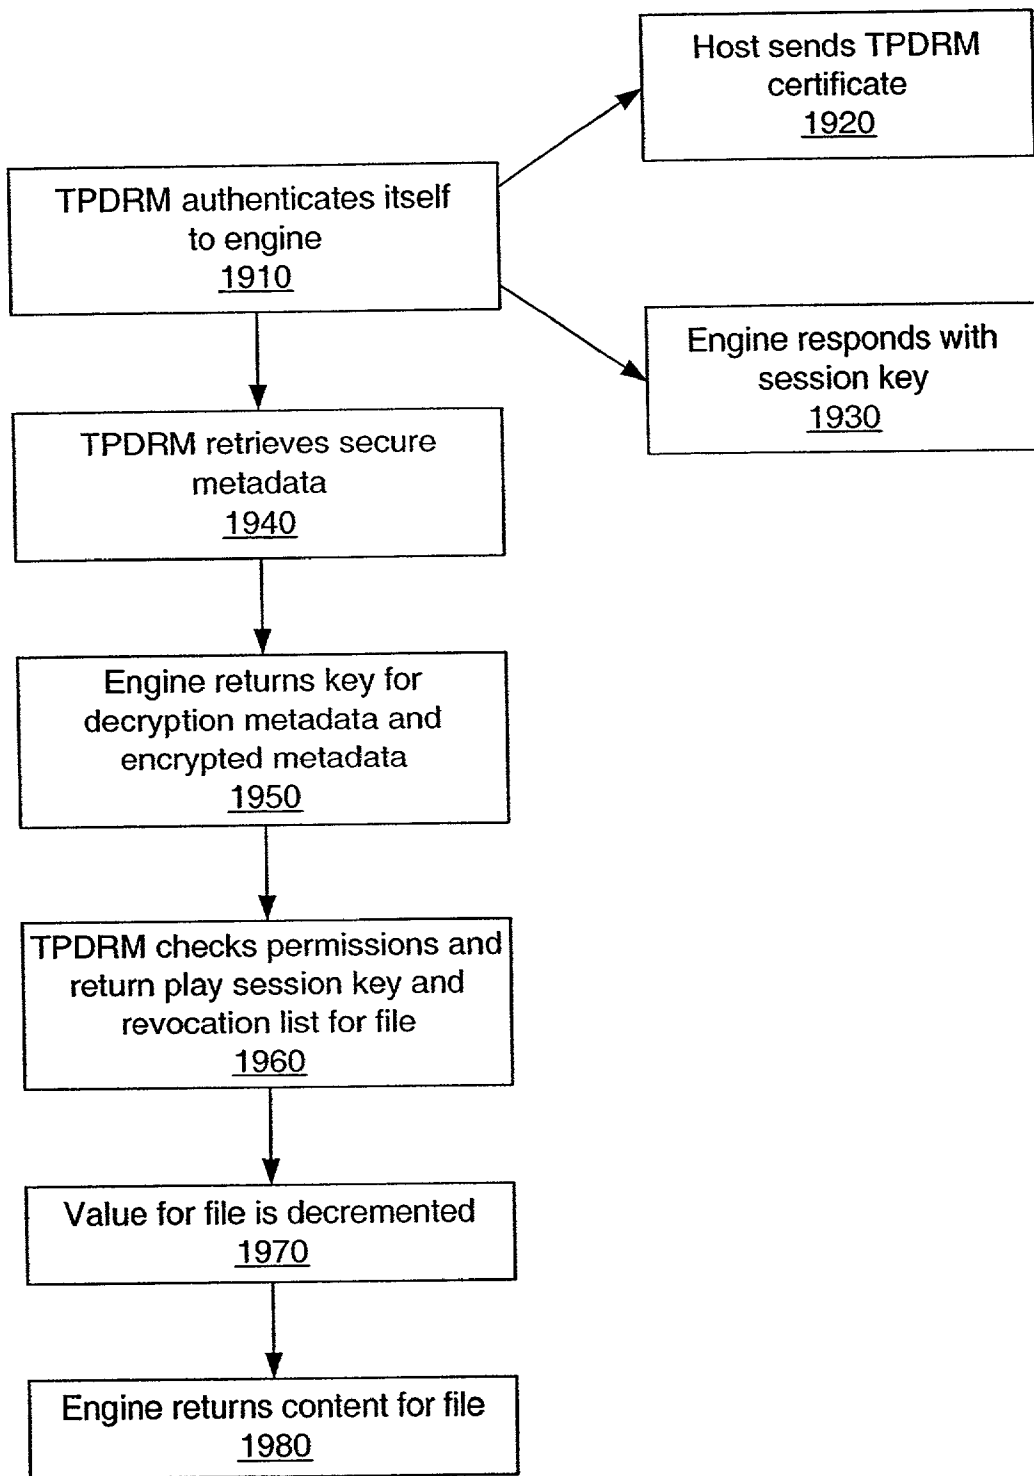 Host sends TPDRM
certificate
1920
TPDRM authenticates itself
to engine
1910
Engine responds with
session key
1930
TPDRM retrieves secure
metadata
1940
Engine returns key for
decryption metadata and
encrypted metadata
1950
TPDRM checks permissions and
return play session key and
revocation list for file
1960
Value for file is decremented
1970
Engine returns content for file
1980